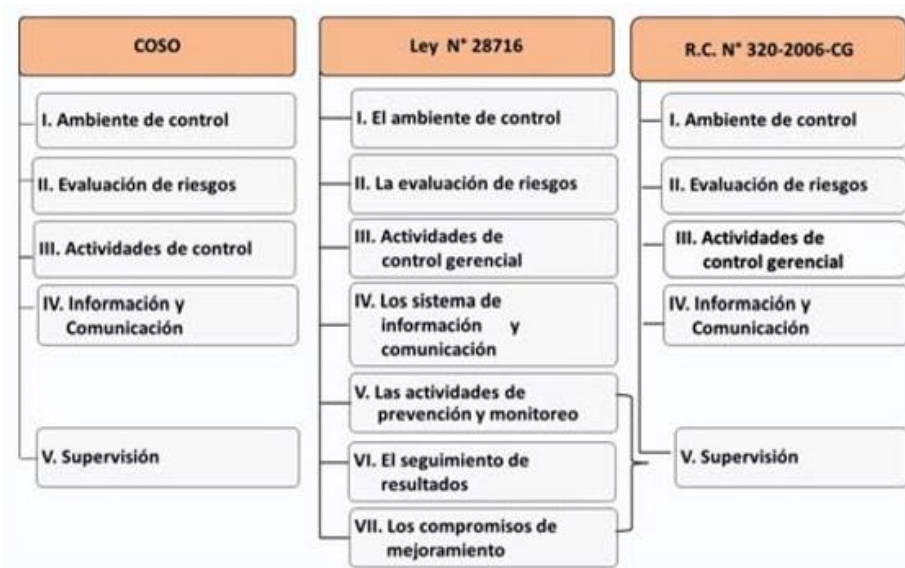 COSO
I. Ambiente de control
II. Evaluación de riesgos
III. Actividades de control
IV. Información y
Comunicación
V. Supervisión
Ley N° 28716
I. El ambiente de control
II. La evaluación de riesgos
III. Actividades de
control gerencial
IV. Los sistema de
información y
comunicación
V. Las actividades de
prevención y monitoreo
VI. El seguimiento de
resultados
VII. Los compromisos de
mejoramiento
R.C. N° 320-2006-CG
I. Ambiente de control
II. Evaluación de riesgos
III. Actividades de
control gerencial
IV. Información y
Comunicación
V. Supervisión